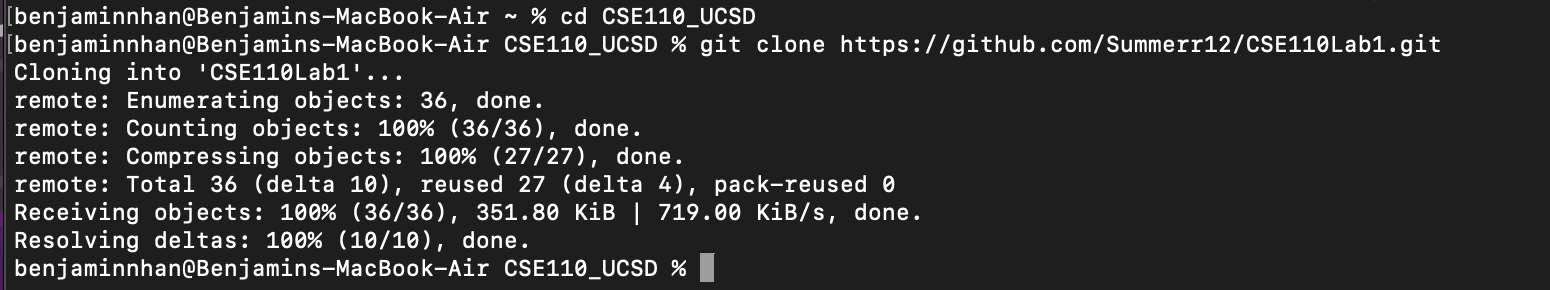 [benjaminnhan@Benjamins-MacBook-Air ~ % cd CSE110_UCSD
[benjaminnhan@Benjamins-MacBook-Air CSE110_UCSD % git clone https://github.com/Summerr12/CSE110Lab1.git
Cloning into 'CSE110Lab1'...
remote: Enumerating objects: 36, done.
remote: Counting objects: 100% (36/36), done.
remote: Compressing objects: 100% (27/27), done.
remote: Total 36 (delta 10), reused 27 (delta 4), pack-reused 0
Receiving objects: 100% (36/36), 351.80 KiB | 719.00 KiB/s, done.
Resolving deltas: 100% (10/10), done.
benjaminnhan@Benjamins-MacBook-Air CSE110_UCSD %